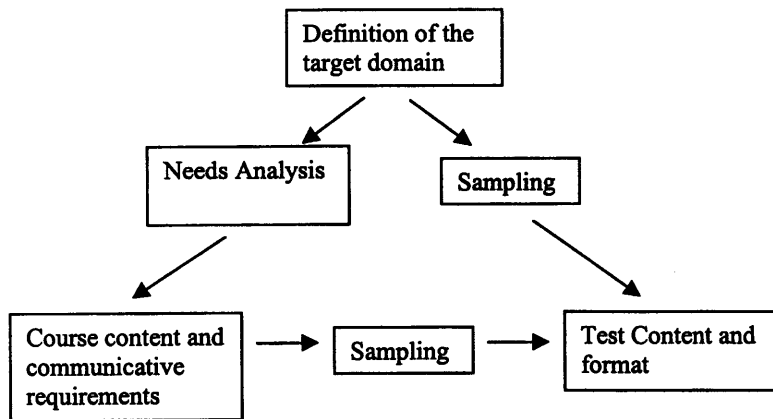 Definition of the
target domain
Needs Analysis
Sampling
Course content and
communicative
requirements
Sampling
Test Content and
format